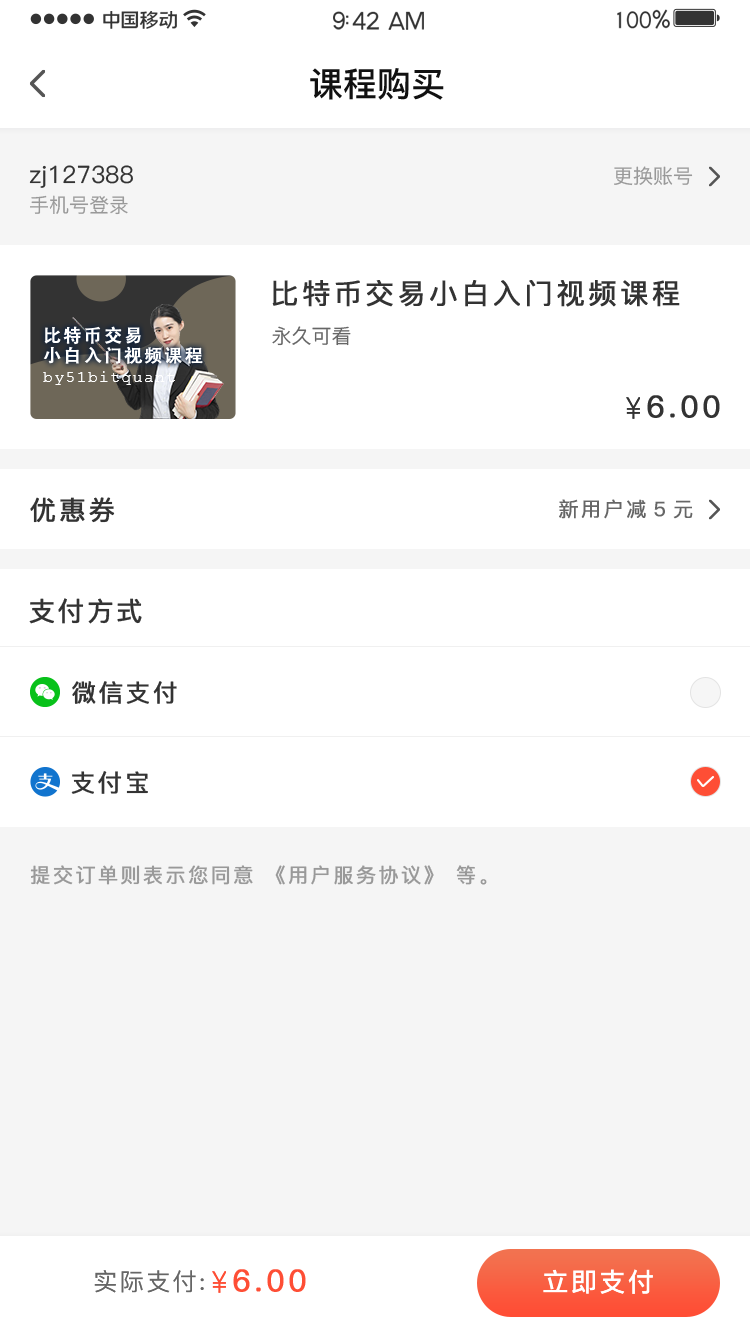 中国移动 9:42 AM 100%
课程购买
zj127388 更换账号
手机号登录
比特币交易小白入门视频课程
永久可看
比特币交易
小白入门视频课程
by51bitquant
¥6.00
优惠券 新用户减 5 元
支付方式
微信支付
支付宝
提交订单则表示您同意 《用户服务协议》 等。
实际支付:¥6.00 立即支付